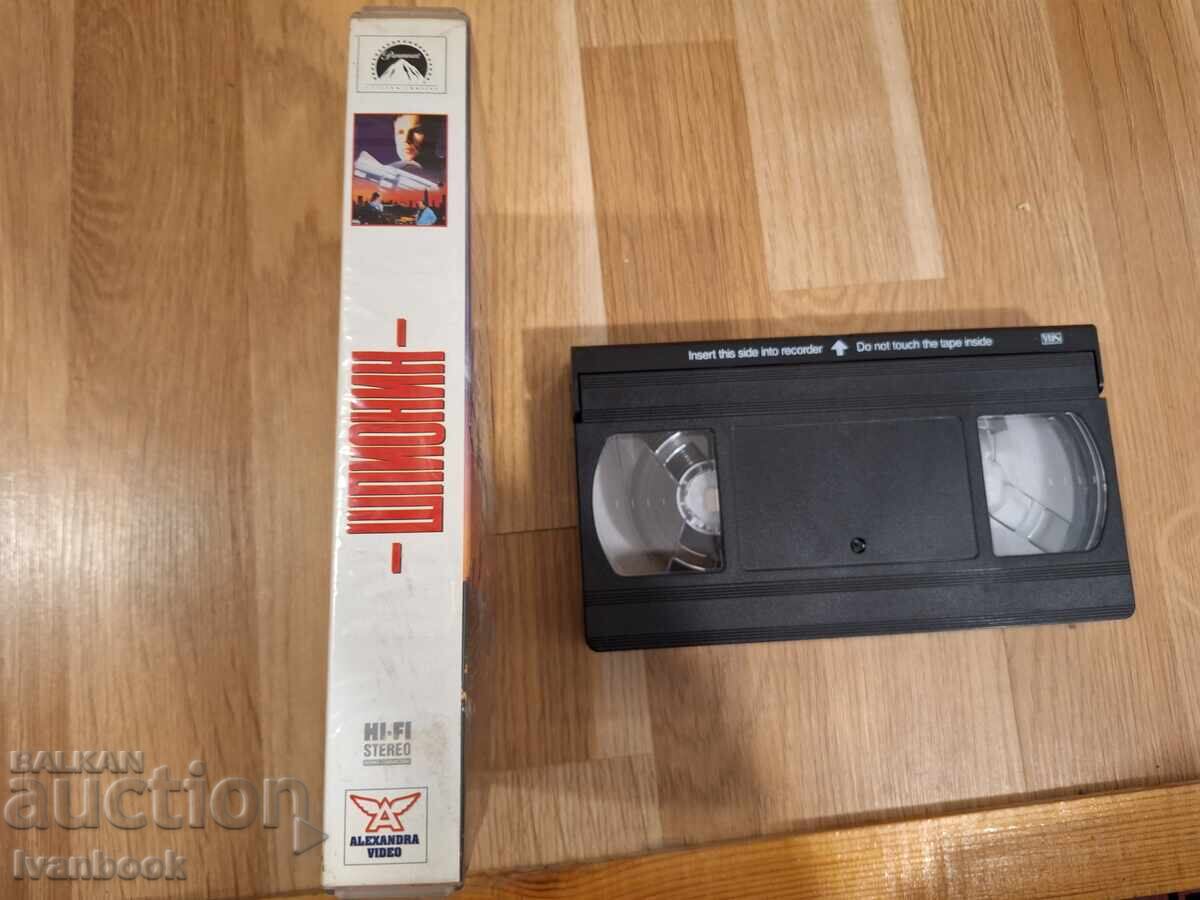 Paramount
- ШПИОНИН -
HI-FI
STEREO
A
ALEXANDRA
VIDEO
Insert this side into recorder Do not touch the tape inside
VHS
BALKAN
auction
Ivanbook